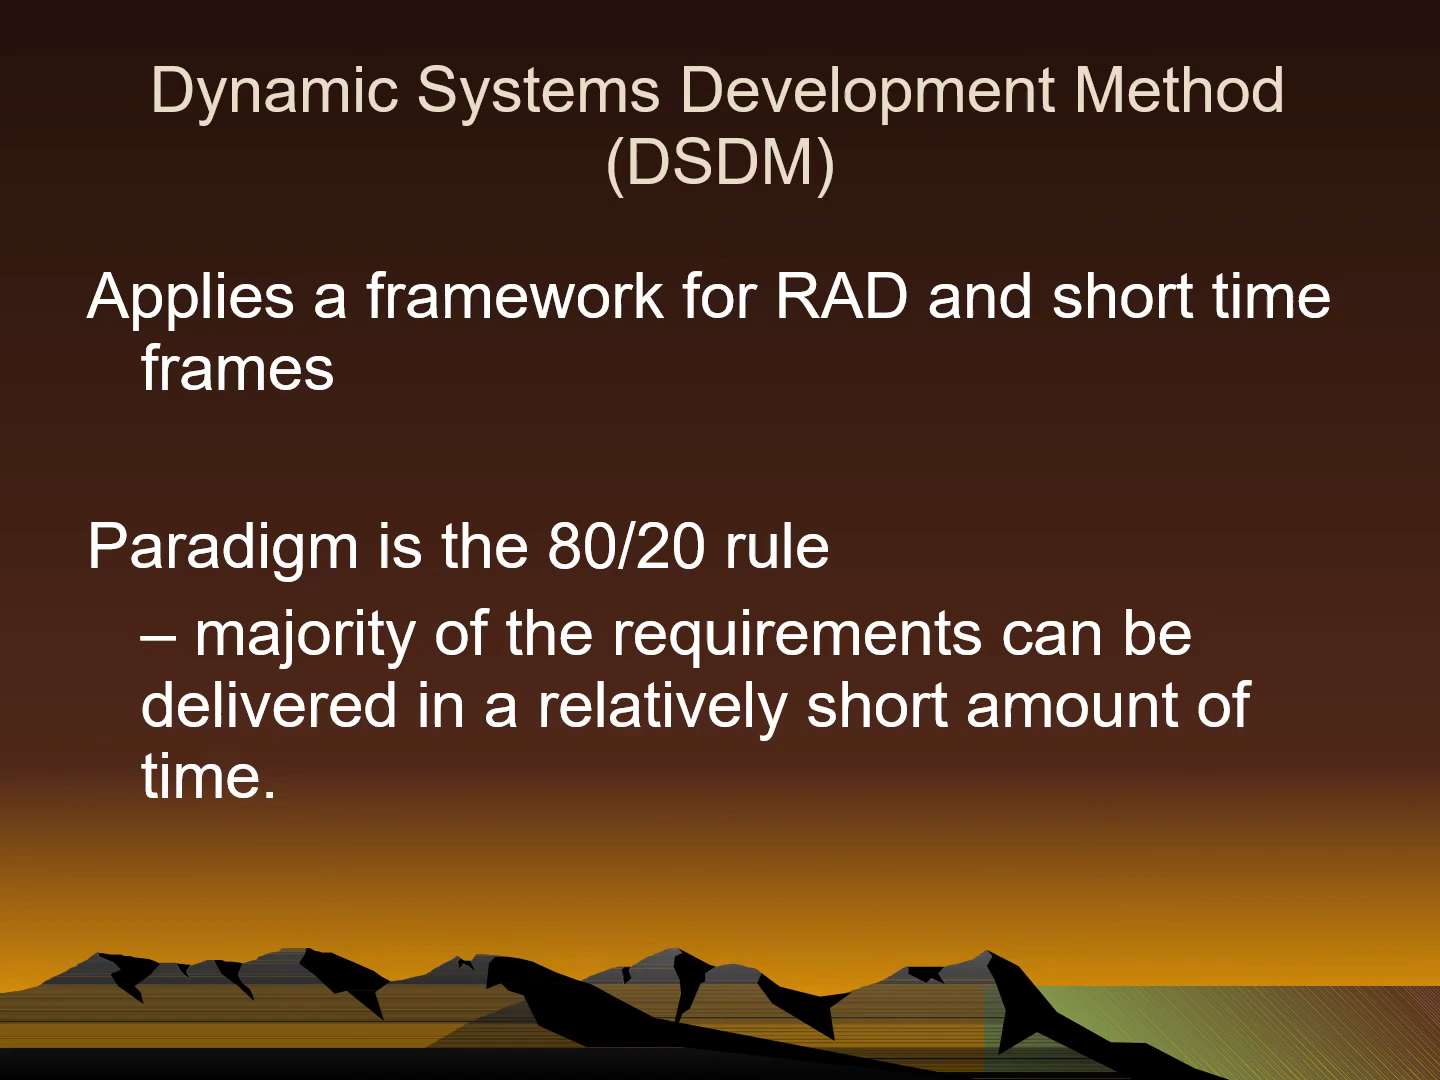 Dynamic Systems Development Method
(DSDM)
Applies a framework for RAD and short time
frames
Paradigm is the 80/20 rule
– majority of the requirements can be
delivered in a relatively short amount of
time.